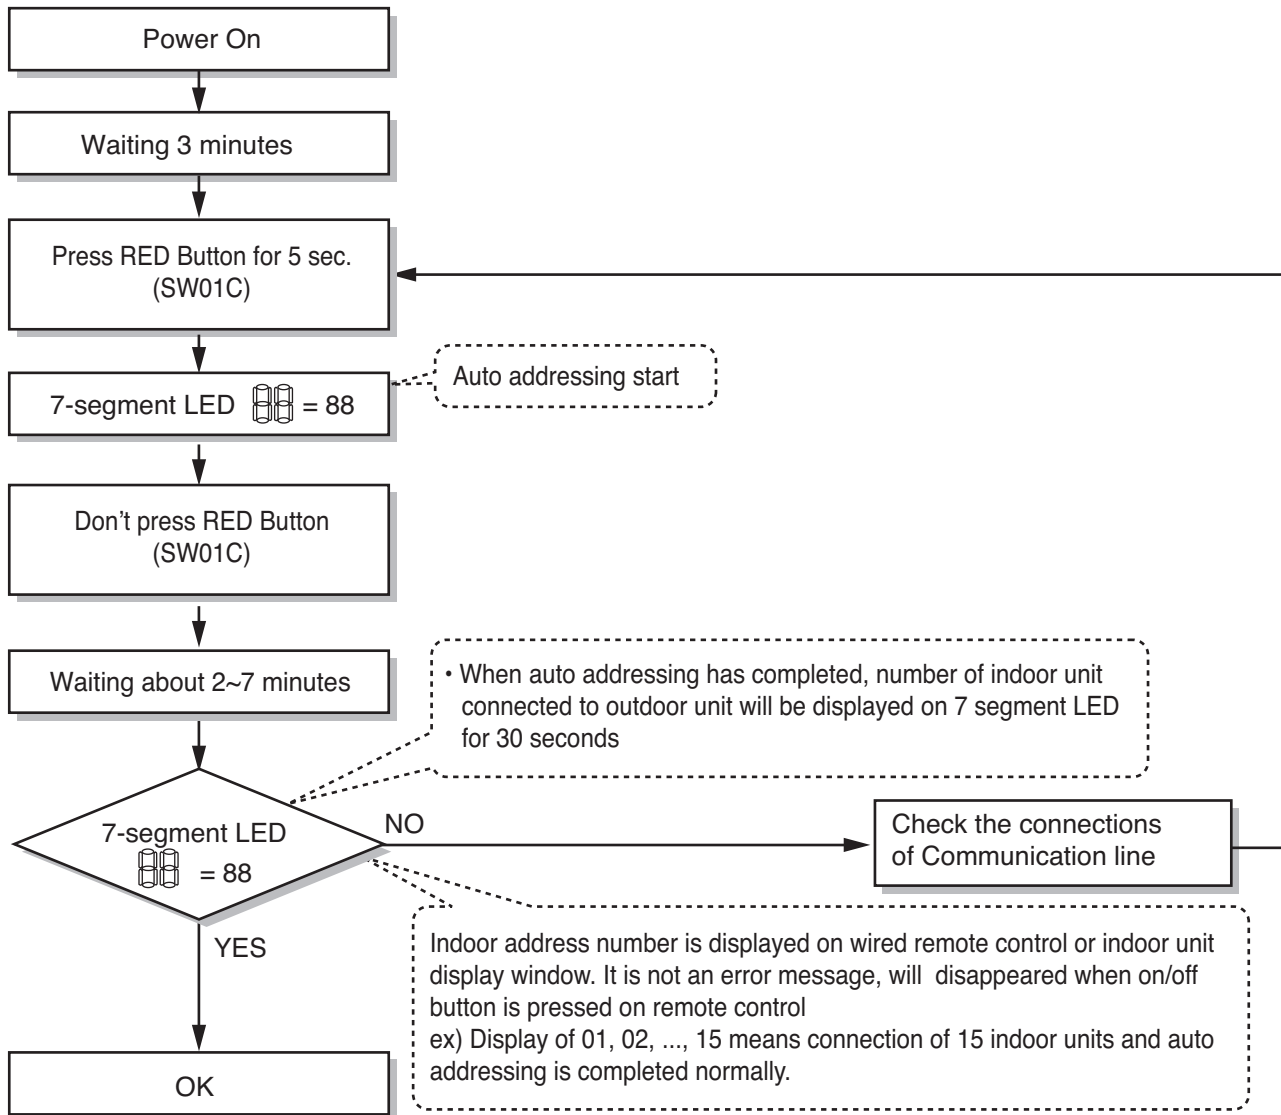 Power On
Waiting 3 minutes
Press RED Button for 5 sec.
(SW01C)
7-segment LED 88 = 88
Auto addressing start
Don't press RED Button
(SW01C)
Waiting about 2~7 minutes
• When auto addressing has completed, number of indoor unit
connected to outdoor unit will be displayed on 7 segment LED
for 30 seconds
7-segment LED
88 = 88
NO
Check the connections
of Communication line
YES
Indoor address number is displayed on wired remote control or indoor unit
display window. It is not an error message, will disappeared when on/off
button is pressed on remote control
ex) Display of 01, 02, ..., 15 means connection of 15 indoor units and auto
addressing is completed normally.
OK